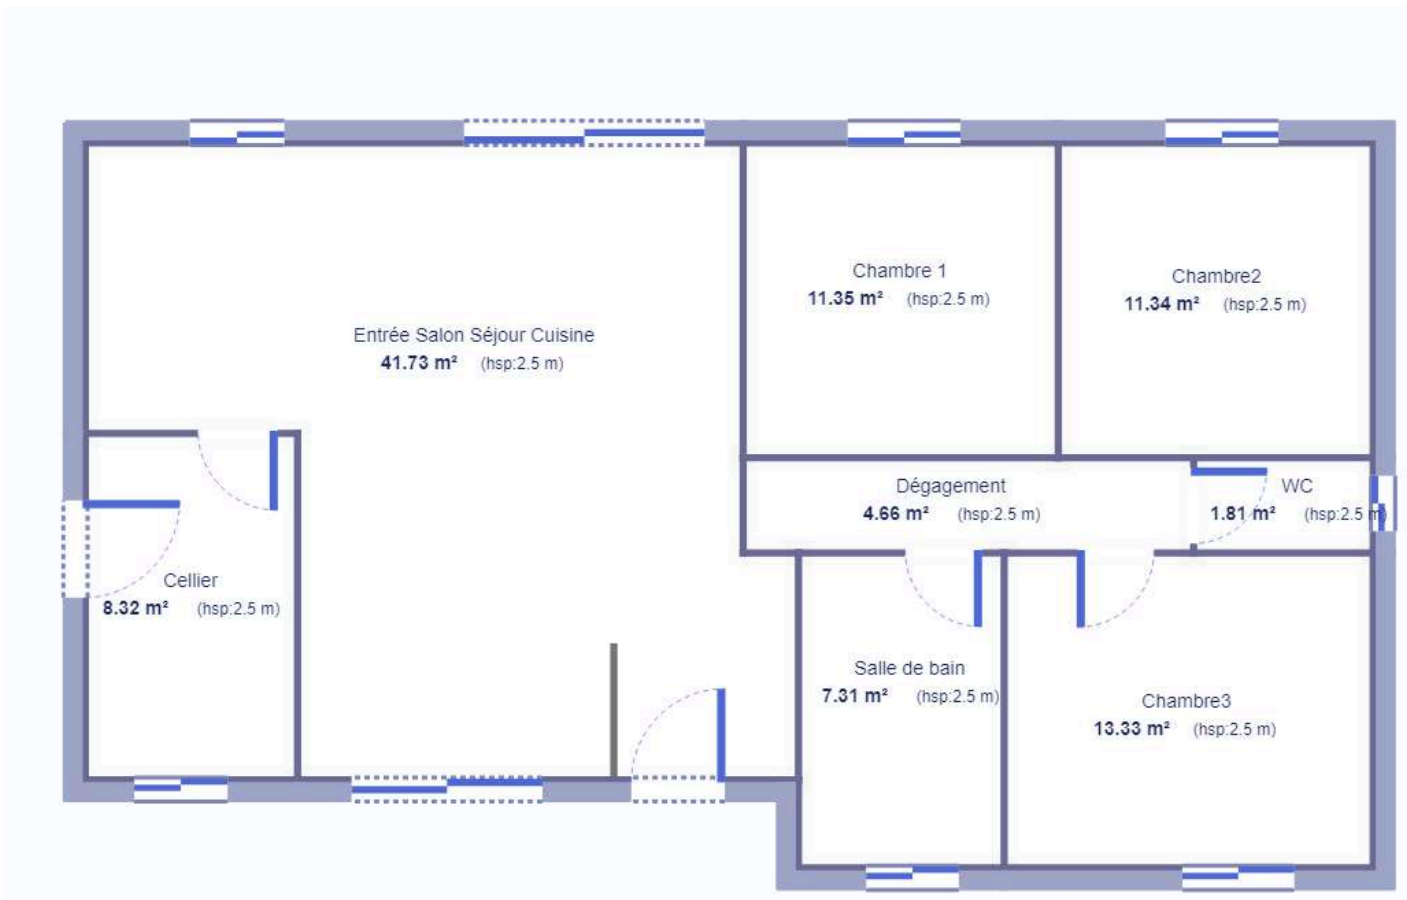 Chambre 1
11.35 m² (hsp:2.5 m)
Chambre2
11.34 m² (hsp:2.5 m)
Entrée Salon Séjour Cuisine
41.73 m² (hsp:2.5 m)
Dégagement
4.66 m² (hsp:2.5 m)
WC
1.81 m² (hsp:2.5 m)
Cellier
8.32 m² (hsp:2.5 m)
Salle de bain
7.31 m² (hsp:2.5 m)
Chambre3
13.33 m² (hsp:2.5 m)